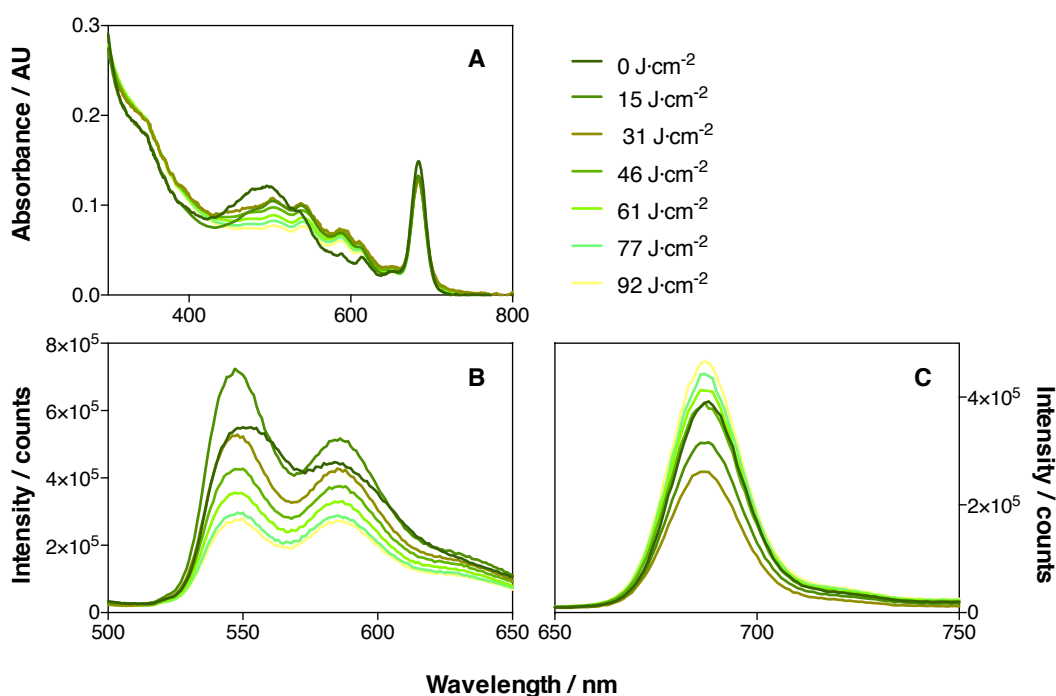 0.3
0.2
0.1
0.0
Absorbance / AU
A
400
600
800
0 J·cm-2
15 J·cm-2
31 J·cm-2
46 J·cm-2
61 J·cm-2
77 J·cm-2
92 J·cm-2
8×10⁵
6×10⁵
4×10⁵
2×10⁵
0
Intensity / counts
B
500
550
600
650
C
650
700
750
4×10⁵
2×10⁵
0
Intensity / counts
Wavelength / nm